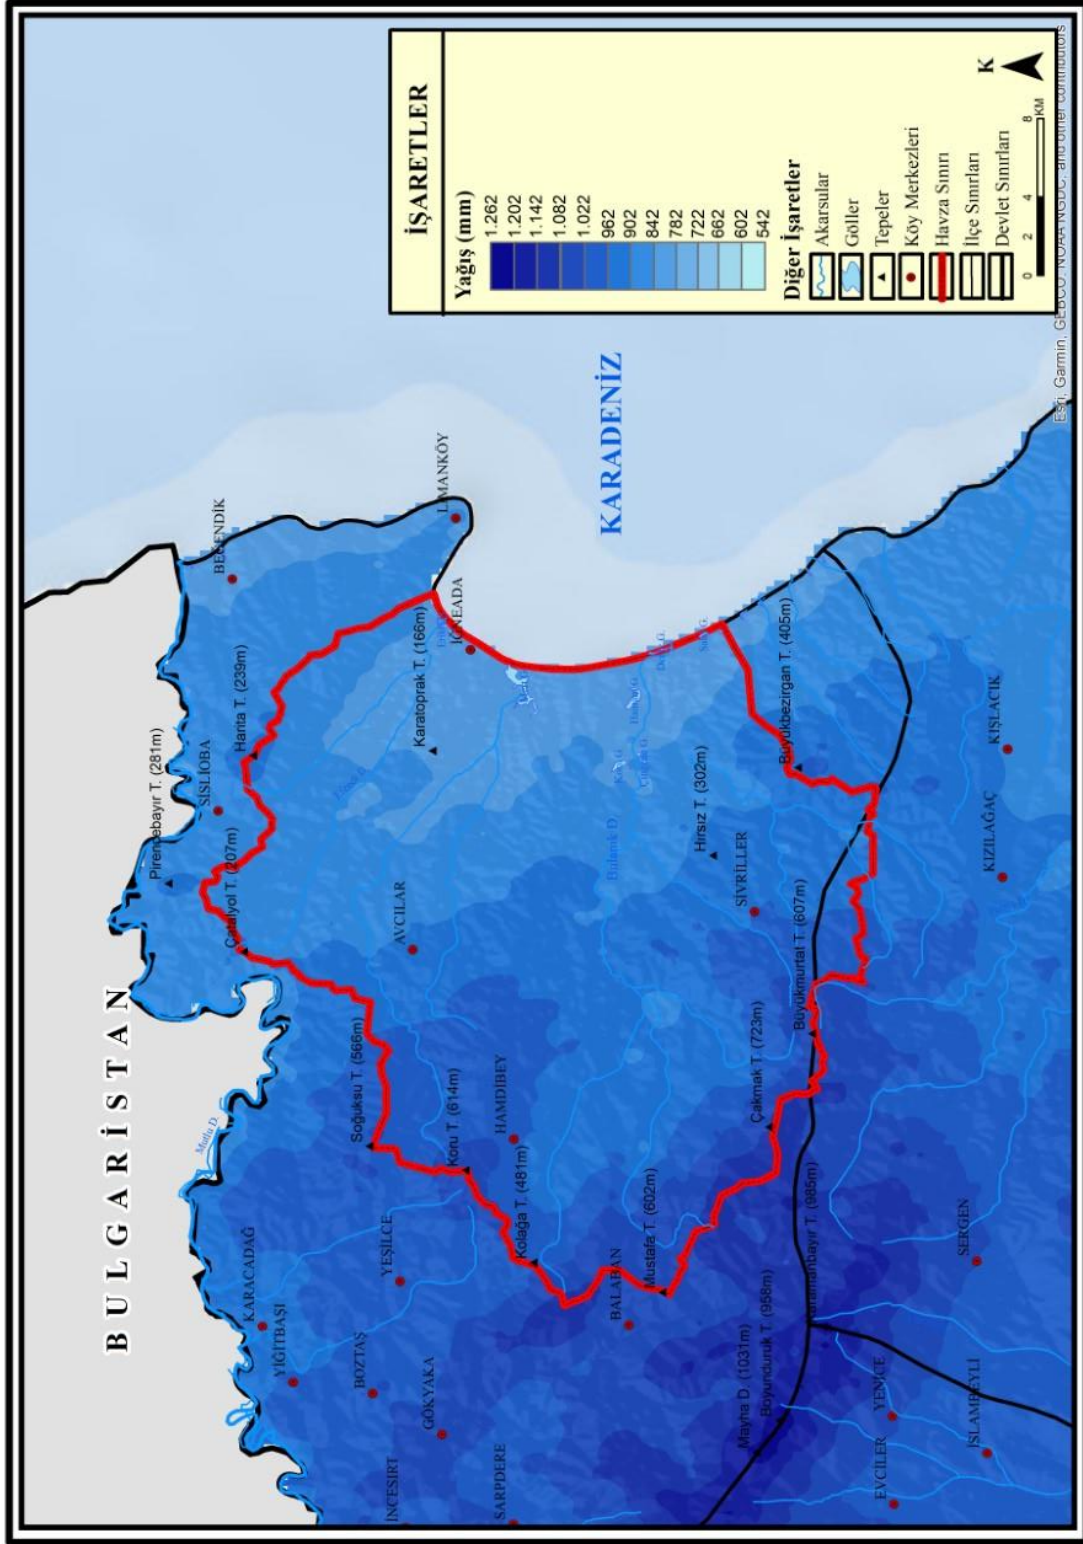 BULGARİSTAN
Mutlu D.
Pirencebayır T. (281m)
BEĞENDİK
SİSLİOBA
Çatalyol T. (207m)
Harita T. (239m)
KARACADAĞ
YİĞİTBAŞI
Soğuksu T. (566m)
AVCILAR
LİMANKÖY
YEŞİLCE
BOZTAŞ
Koru T. (614m)
Karatoprak T. (166m)
İĞNEADA
GÖKYAKA
İNCESIRT
HAMDİBEY
Kolağa T. (481m)
SARPDERE
KARADENİZ
Bulanık D.
BALABAN
Mustafa T. (602m)
Hırsız T. (302m)
SİVRİLLER
Çakmak T. (723m)
Büyükmurtat T. (607m)
Büyükbezirgan T. (405m)
Mayha D. (1031m)
Boyunduruk T. (958m)
Karamanbayır T. (985m)
EVCİLER
YENİCE
İSLAMBEYLİ
SERGEN
KIZILAĞAÇ
KIŞLACIK
İŞARETLER
Yağış (mm)
1.262
1.202
1.142
1.082
1.022
962
902
842
782
722
662
602
542
Diğer İşaretler
Akarsular
Göller
Tepeler
Köy Merkezleri
Havza Sınırı
İlçe Sınırları
Devlet Sınırları
K
0 2 4 8
KM
Esri, Garmin, GEBCO, NOAA NGDC, and other contributors